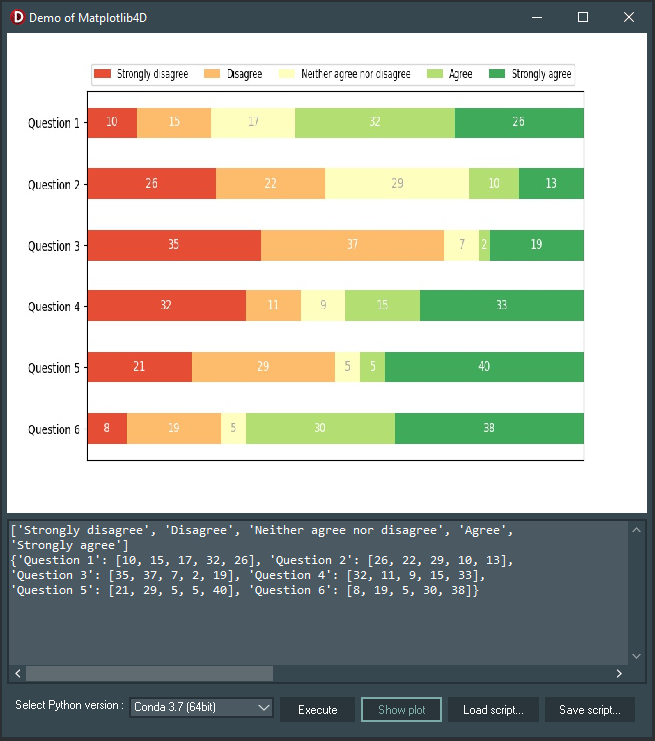 Demo of Matplotlib4D
Strongly disagree Disagree Neither agree nor disagree Agree Strongly agree
Question 1 10 15 17 32 26
Question 2 26 22 29 10 13
Question 3 35 37 7 2 19
Question 4 32 11 9 15 33
Question 5 21 29 5 5 40
Question 6 8 19 5 30 38
['Strongly disagree', 'Disagree', 'Neither agree nor disagree', 'Agree',
'Strongly agree']
{'Question 1': [10, 15, 17, 32, 26], 'Question 2': [26, 22, 29, 10, 13],
'Question 3': [35, 37, 7, 2, 19], 'Question 4': [32, 11, 9, 15, 33],
'Question 5': [21, 29, 5, 5, 40], 'Question 6': [8, 19, 5, 30, 38]}
Select Python version : Conda 3.7 (64bit) Execute Show plot Load script... Save script...